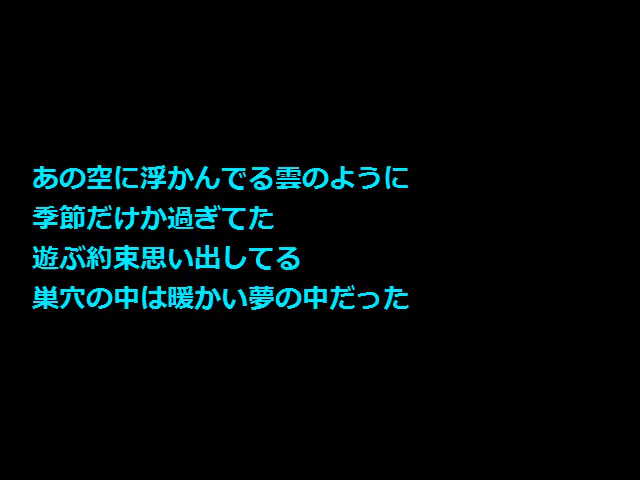 あの空に浮かんでる雲のように
季節だけか過ぎてた
遊ぶ約束思い出してる
巣穴の中は暖かい夢の中だった